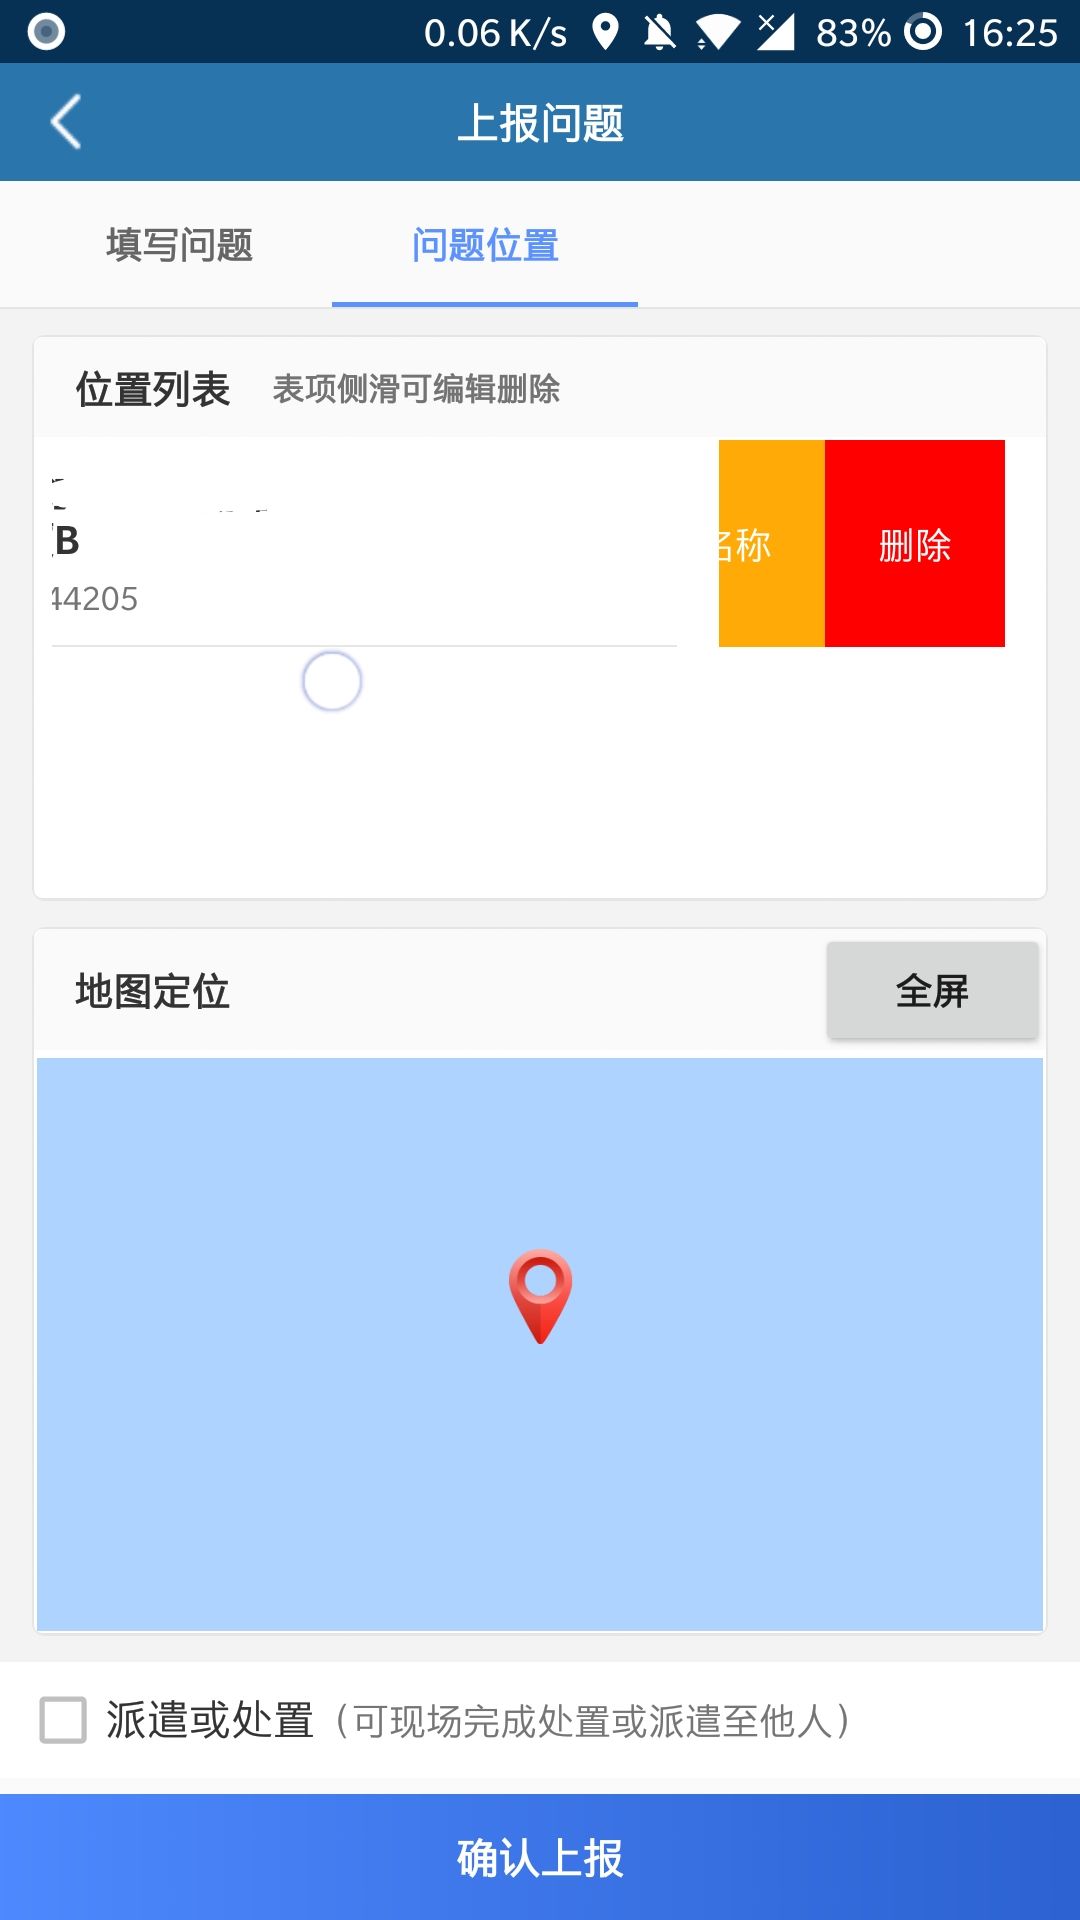 0.06 K/s 83% 16:25
上报问题
填写问题 问题位置
位置列表 表项侧滑可编辑删除
B
44205
名称 删除
地图定位 全屏
派遣或处置（可现场完成处置或派遣至他人）
确认上报